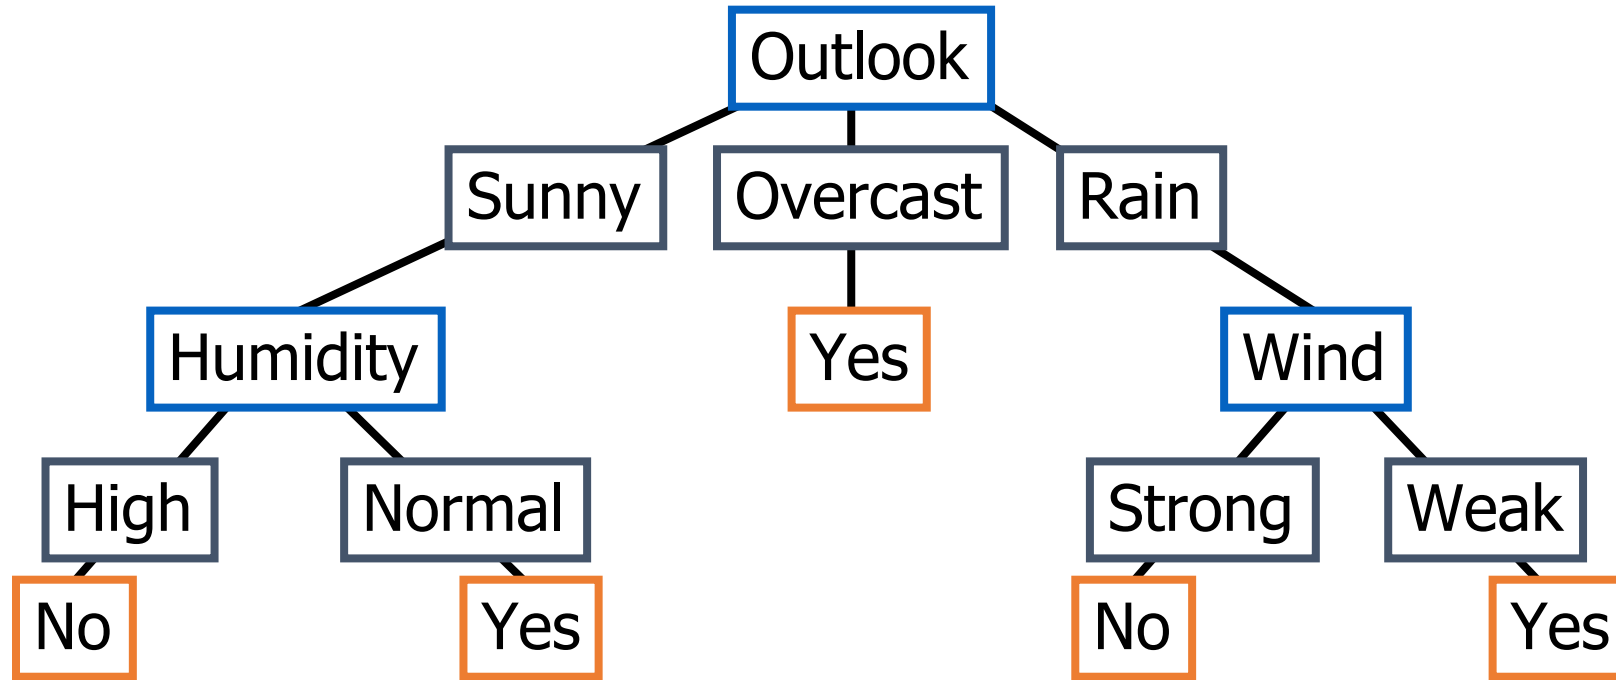 Outlook
Sunny
Overcast
Rain
Humidity
Yes
Wind
High
Normal
Strong
Weak
No
Yes
No
Yes